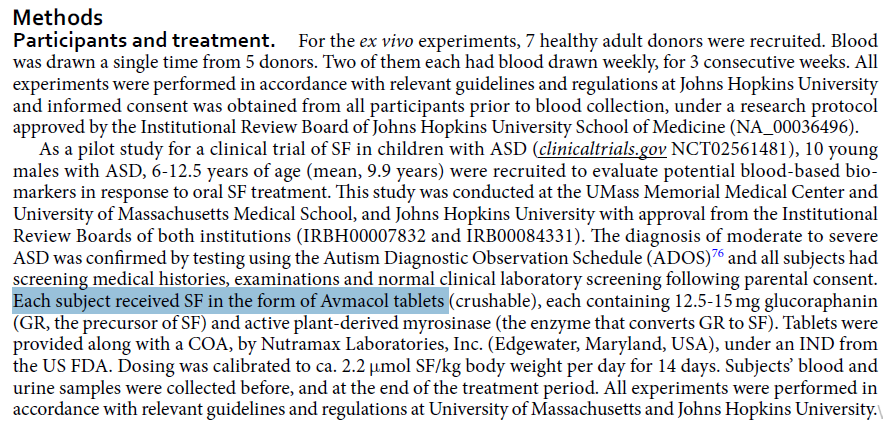 Methods
Participants and treatment. For the ex vivo experiments, 7 healthy adult donors were recruited. Blood
was drawn a single time from 5 donors. Two of them each had blood drawn weekly, for 3 consecutive weeks. All
experiments were performed in accordance with relevant guidelines and regulations at Johns Hopkins University
and informed consent was obtained from all participants prior to blood collection, under a research protocol
approved by the Institutional Review Board of Johns Hopkins University School of Medicine (NA_00036496).
As a pilot study for a clinical trial of SF in children with ASD (clinicaltrials.gov NCT02561481), 10 young
males with ASD, 6-12.5 years of age (mean, 9.9 years) were recruited to evaluate potential blood-based bio-
markers in response to oral SF treatment. This study was conducted at the UMass Memorial Medical Center and
University of Massachusetts Medical School, and Johns Hopkins University with approval from the Institutional
Review Boards of both institutions (IRBH00007832 and IRB00084331). The diagnosis of moderate to severe
ASD was confirmed by testing using the Autism Diagnostic Observation Schedule (ADOS)76 and all subjects had
screening medical histories, examinations and normal clinical laboratory screening following parental consent.
Each subject received SF in the form of Avmacol tablets (crushable), each containing 12.5-15 mg glucoraphanin
(GR, the precursor of SF) and active plant-derived myrosinase (the enzyme that converts GR to SF). Tablets were
provided along with a COA, by Nutramax Laboratories, Inc. (Edgewater, Maryland, USA), under an IND from
the US FDA. Dosing was calibrated to ca. 2.2 μmol SF/kg body weight per day for 14 days. Subjects' blood and
urine samples were collected before, and at the end of the treatment period. All experiments were performed in
accordance with relevant guidelines and regulations at University of Massachusetts and Johns Hopkins University.